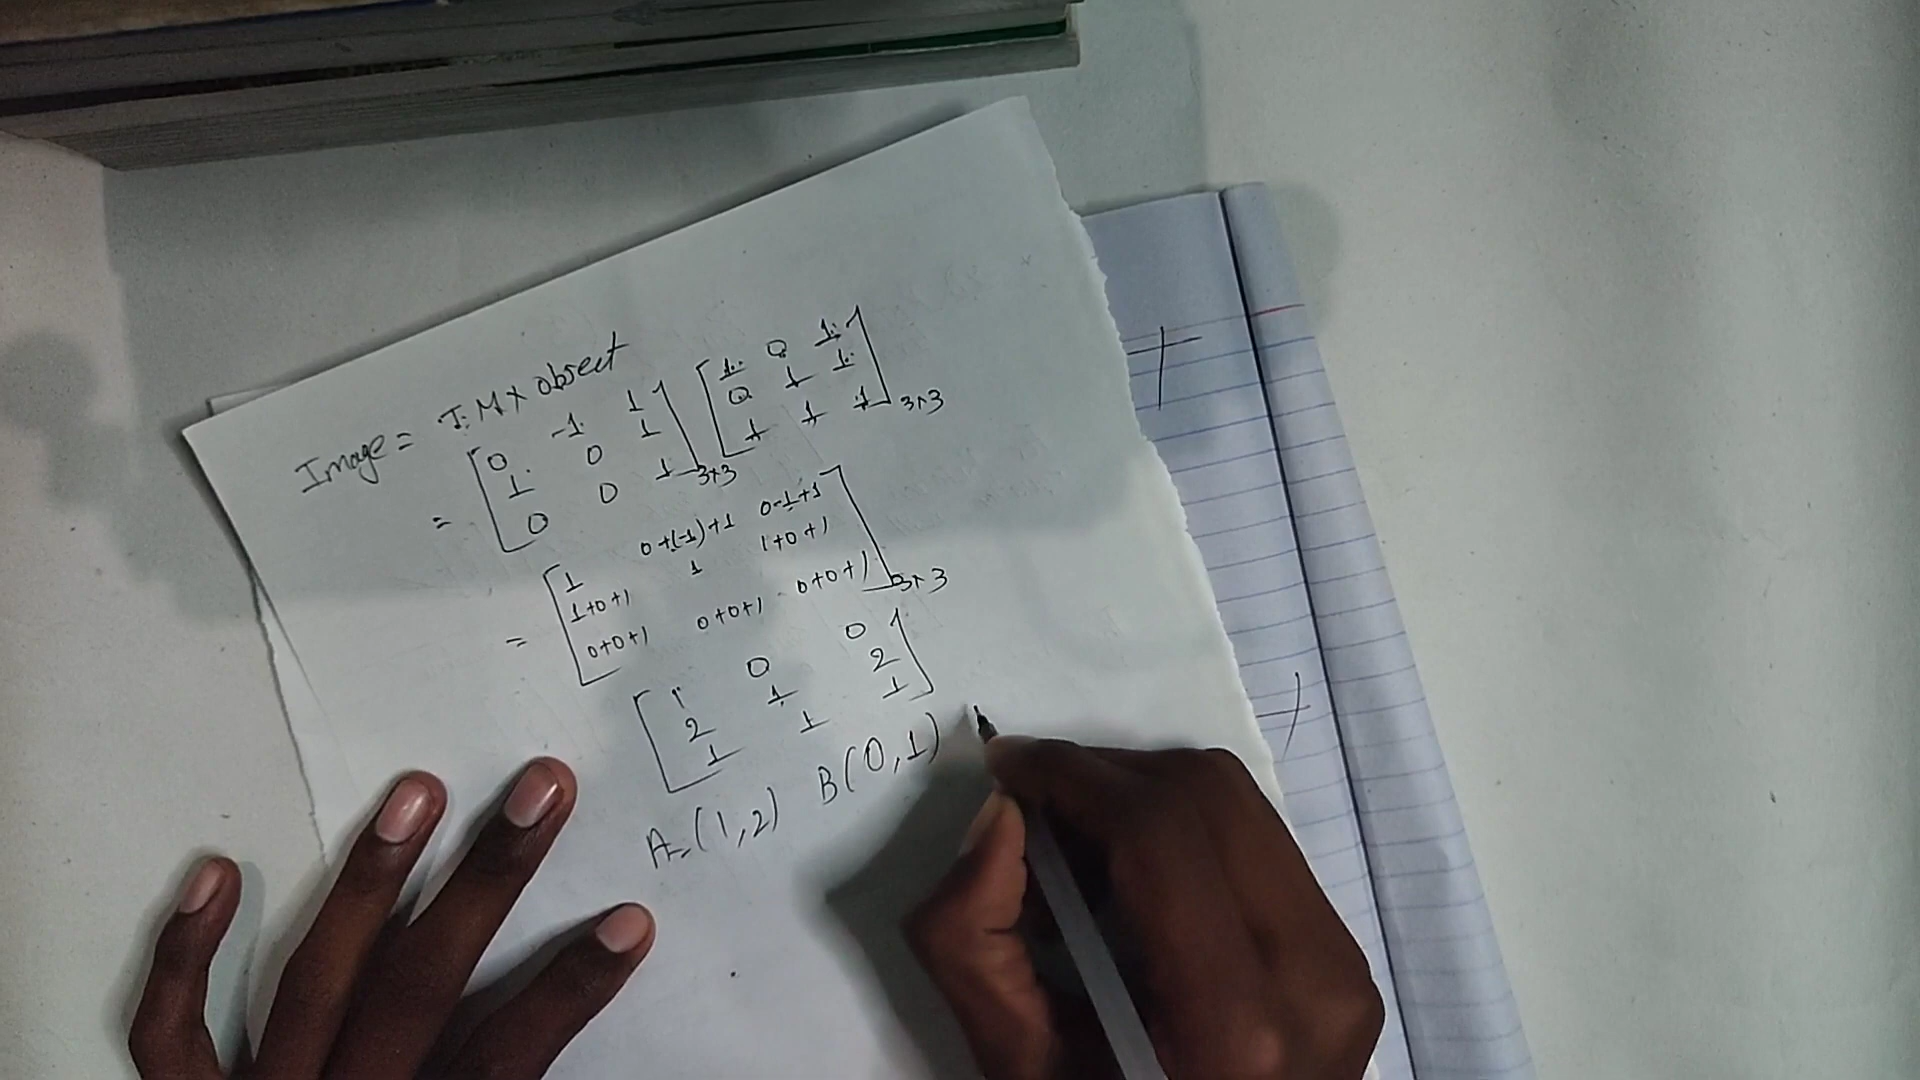 Image = T.M × obsect
= [0 -1 1] [1 0 1]
[1 0 1] [0 1 1]
[0 0 1]3×3 [1 1 1]3×3
= [1 0+(-1)+1 0-1+1]
[1+0+1 1 1+0+1]
[0+0+1 0+0+1 0+0+1]3×3
[1 0 0]
[2 1 2]
[1 1 1]
A=(1,2) B(0,1)